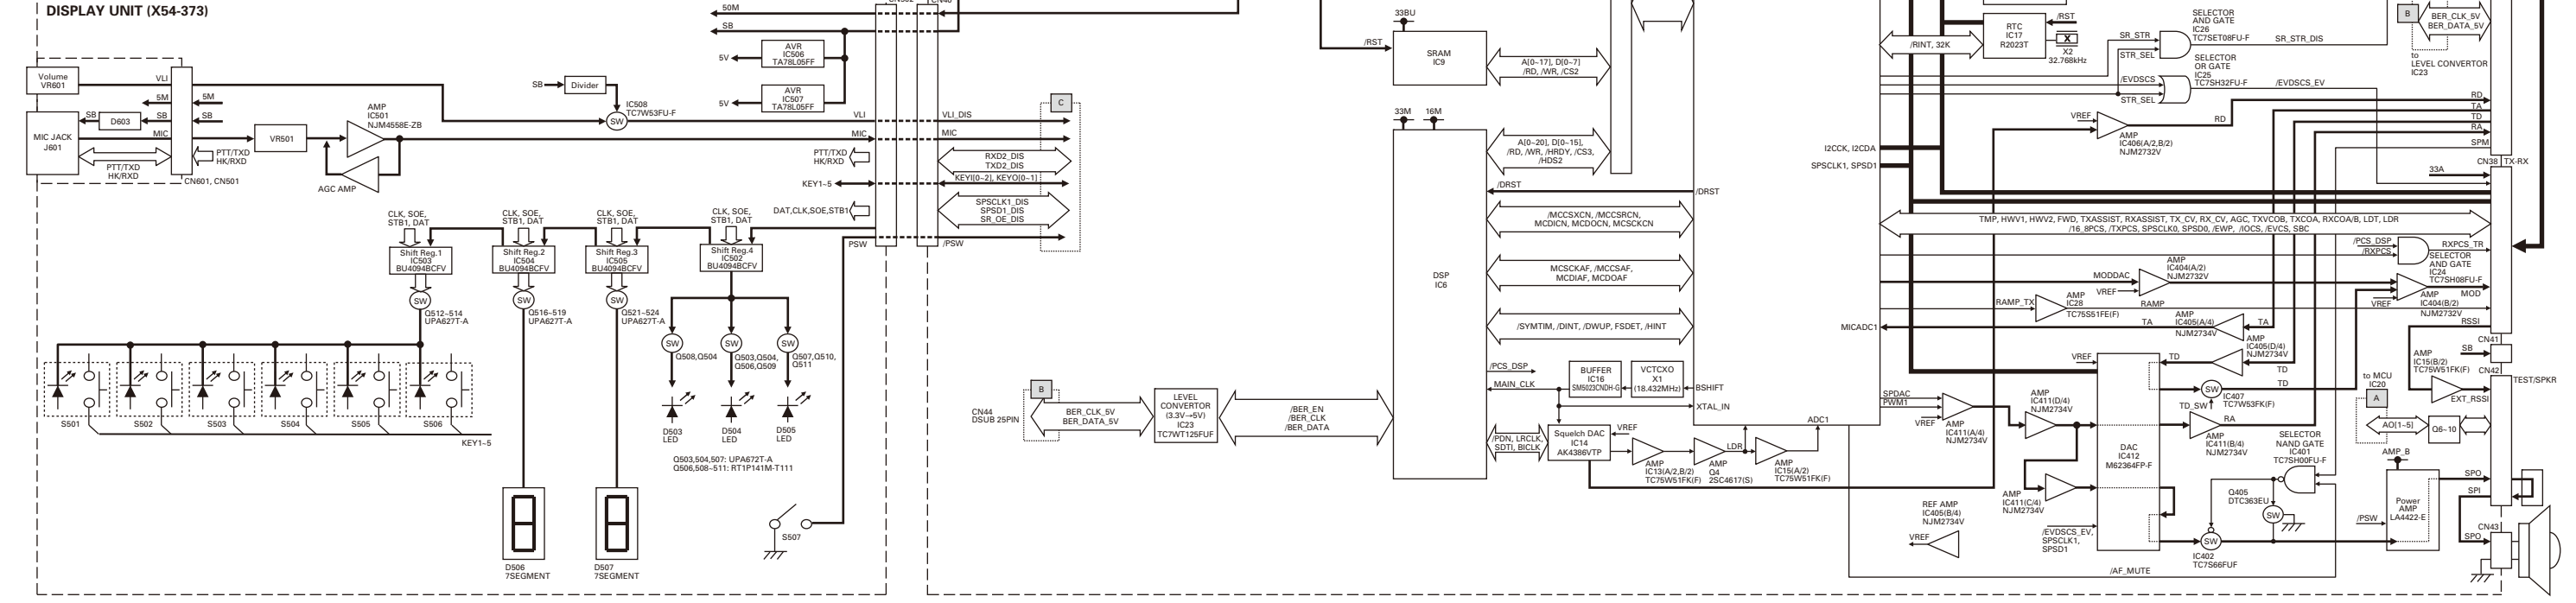 DISPLAY UNIT (X54-373)
Volume
VR601
VLI
5M
5M
SB
D603
SB
SB
MIC JACK
J601
MIC
PTT/TXD
HK/RXD
PTT/TXD
HK/RXD
CN601, CN501
VR501
AMP
IC501
NJM4558E-ZB
AGC AMP
SB
Divider
IC508
TC7W53FU-F
SW
50M
SB
AVR
IC506
TA78L05FF
5V
AVR
IC507
TA78L05FF
5V
VLI
MIC
PTT/TXD
HK/RXD
KEY1~5
DAT,CLK,SOE,STB1
PSW
VLI_DIS
MIC
RXD2_DIS
TXD2_DIS
KEYI[0~2], KEYO[0~1]
SPSCLK1_DIS
SPSD1_DIS
SR_OE_DIS
/PSW
C
CLK, SOE,
STB1, DAT
CLK, SOE,
STB1, DAT
CLK, SOE,
STB1, DAT
CLK, SOE,
STB1, DAT
Shift Reg.1
IC503
BU4094BCFV
Shift Reg.2
IC504
BU4094BCFV
Shift Reg.3
IC505
BU4094BCFV
Shift Reg.4
IC502
BU4094BCFV
SW
SW
SW
Q512~514
UPA627T-A
Q516~519
UPA627T-A
Q521~524
UPA627T-A
SW
SW
SW
Q508,Q504
Q503,Q504,
Q506,Q509
Q507,Q510,
Q511
D503
LED
D504
LED
D505
LED
S501
S502
S503
S504
S505
S506
KEY1~5
Q503,504,507: UPA672T-A
Q506,508~511: RT1P141M-T111
D506
7SEGMENT
D507
7SEGMENT
S507
CN44
DSUB 25PIN
B
BER_CLK_5V
BER_DATA_5V
LEVEL
CONVERTOR
(3.3V→5V)
IC23
TC7WT125FUF
/BER_EN
/BER_CLK
/BER_DATA
33BU
/RST
SRAM
IC9
A[0~17], D[0~7]
/RD, /WR, /CS2
33M
16M
DSP
IC6
A[0~20], D[0~15],
/RD, /WR, /HRDY, /CS3,
/HDS2
/DRST
/DRST
/MCCSXCN, /MCCSRCN,
MCDICN, MCDOCN, MCSCKCN
MCSCKAF, /MCCSAF,
MCDIAF, MCDOAF
/SYMTIM, /DINT, /DWUP, FSDET, /HINT
/PCS_DSP
MAIN_CLK
BUFFER
IC16
SM5023CNDH-G
VCTCXO
X1
(18.432MHz)
BSHIFT
XTAL_IN
ADC1
/PDN, LRCLK,
SDTI, BICLK
Squelch DAC
IC14
AK4386VTP
VREF
LDR
AMP
IC13(A/2,B/2)
TC75W51FK(F)
AMP
Q4
2SC4617(S)
AMP
IC15(A/2)
TC75W51FK(F)
I2CCK, I2CDA
SPSCLK1, SPSD1
MICADC1
SPDAC
PWM1
/RINT, 32K
RTC
IC17
R2023T
/RST
X
X2
32.768kHz
SR_STR
STR_SEL
SELECTOR
AND GATE
IC26
TC7SET08FU-F
SR_STR_DIS
/EVDSCS
STR_SEL
SELECTOR
OR GATE
IC25
TC7SH32FU-F
/EVDSCS_EV
B
BER_CLK_5V
BER_DATA_5V
to
LEVEL CONVERTOR
IC23
VREF
AMP
IC406(A/2,B/2)
NJM2732V
RD
RD
TA
TD
RA
SPM
CN38
TX-RX
33A
TMP, HWV1, HWV2, FWD, TXASSIST, RXASSIST, TX_CV, RX_CV, AGC, TXVCOB, TXCOA, RXCOA/B, LDT, LDR
/16_8PCS, /TXPCS, SPSCLK0, SPSD0, /EWP, /IOCS, /EVCS, SBC
/PCS_DSP
/RXPCS
RXPCS_TR
SELECTOR
AND GATE
IC24
TC7SH08FU-F
MODDAC
VREF
AMP
IC404(A/2)
NJM2732V
MOD
VREF
AMP
IC404(B/2)
NJM2732V
RAMP_TX
AMP
IC28
TC75S51FE(F)
RAMP
TA
AMP
IC405(A/4)
NJM2734V
TA
RSSI
CN41
SB
VREF
TD
AMP
IC405(D/4)
NJM2734V
TD
AMP
IC15(B/2)
TC75W51FK(F)
CN42
TEST/SPKR
EXT_RSSI
SW
TD
IC407
TC7W53FK(F)
TD_SW
to MCU
IC20
A
AO[1~5]
Q6~10
VREF
AMP
IC411(A/4)
NJM2734V
AMP
IC411(D/4)
NJM2734V
AMP
IC411(C/4)
NJM2734V
DAC
IC412
M62364FP-F
RA
AMP
IC411(B/4)
NJM2734V
SELECTOR
NAND GATE
IC401
TC7SH00FU-F
Q405
DTC363EU
SW
AMP_B
Power
AMP
LA4422-E
/PSW
SPO
SPI
CN43
SPO
REF AMP
IC405(B/4)
NJM2734V
VREF
/EVDSCS_EV,
SPSCLK1,
SPSD1
SW
IC402
TC7S66FUF
/AF_MUTE